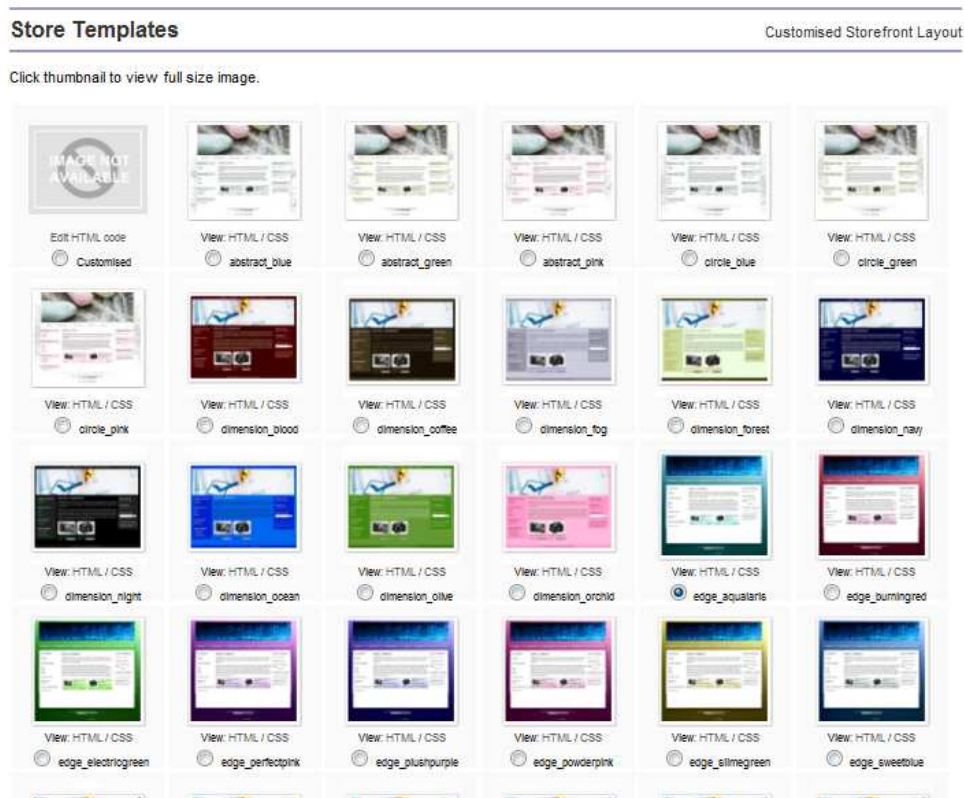 Store Templates
Customised Storefront Layout
Click thumbnail to view full size image.
IMAGE NOT
AVAILABLE
Edit HTML code
View: HTML / CSS
View: HTML / CSS
View: HTML / CSS
View: HTML / CSS
View: HTML / CSS
Customised
abstract_blue
abstract_green
abstract_pink
circle_blue
circle_green
View: HTML / CSS
View: HTML / CSS
View: HTML / CSS
View: HTML / CSS
View: HTML / CSS
View: HTML / CSS
circle_pink
dimension_blood
dimension_coffee
dimension_fog
dimension_forest
dimension_navy
View: HTML / CSS
View: HTML / CSS
View: HTML / CSS
View: HTML / CSS
View: HTML / CSS
View: HTML / CSS
dimension_night
dimension_ocean
dimension_olive
dimension_orchid
edge_aqualaris
edge_burningred
View: HTML / CSS
View: HTML / CSS
View: HTML / CSS
View: HTML / CSS
View: HTML / CSS
View: HTML / CSS
edge_electricgreen
edge_perfectpink
edge_plushpurple
edge_powderpink
edge_slimegreen
edge_sweetblue